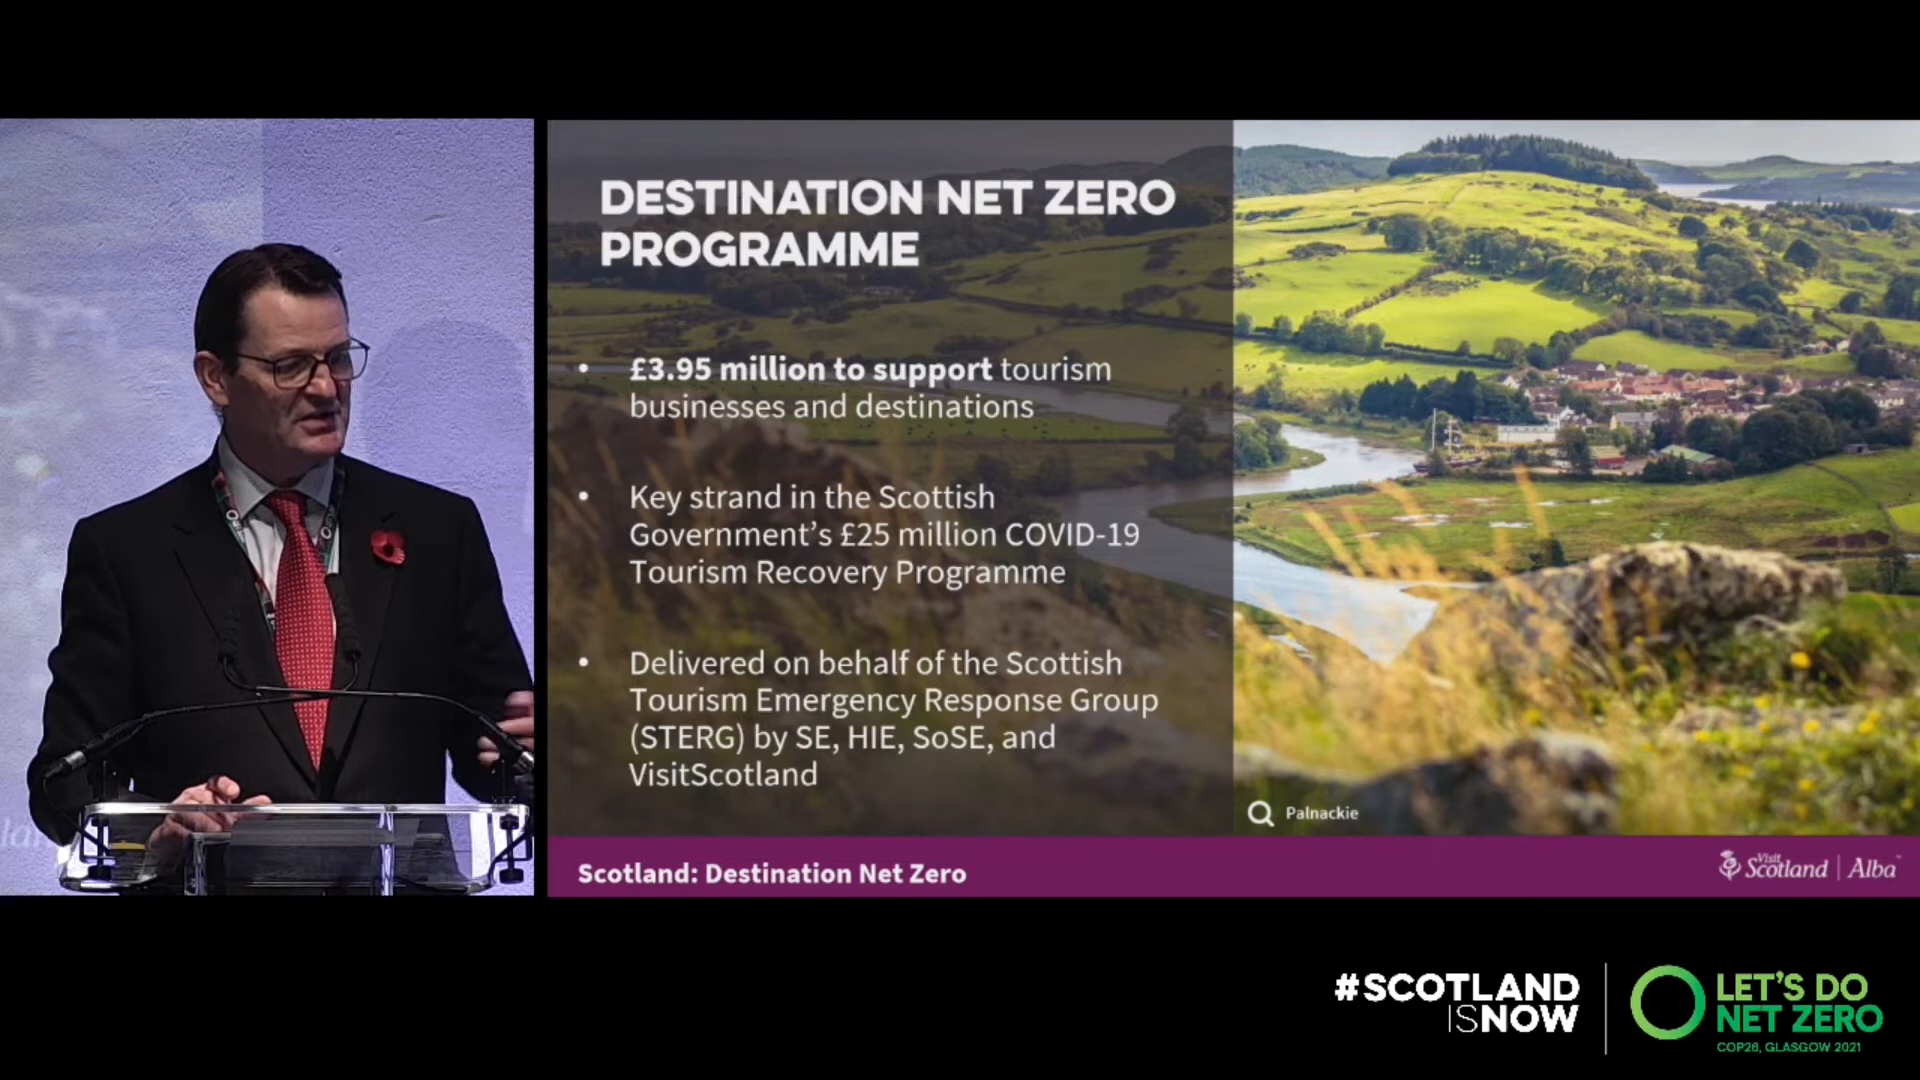 DESTINATION NET ZERO
PROGRAMME
• £3.95 million to support tourism
businesses and destinations
• Key strand in the Scottish
Government’s £25 million COVID-19
Tourism Recovery Programme
• Delivered on behalf of the Scottish
Tourism Emergency Response Group
(STERG) by SE, HIE, SoSE, and
VisitScotland
Palnackie
Scotland: Destination Net Zero
Visit
Scotland | Alba
#SCOTLAND
ISNOW
LET'S DO
NET ZERO
COP26, GLASGOW 2021